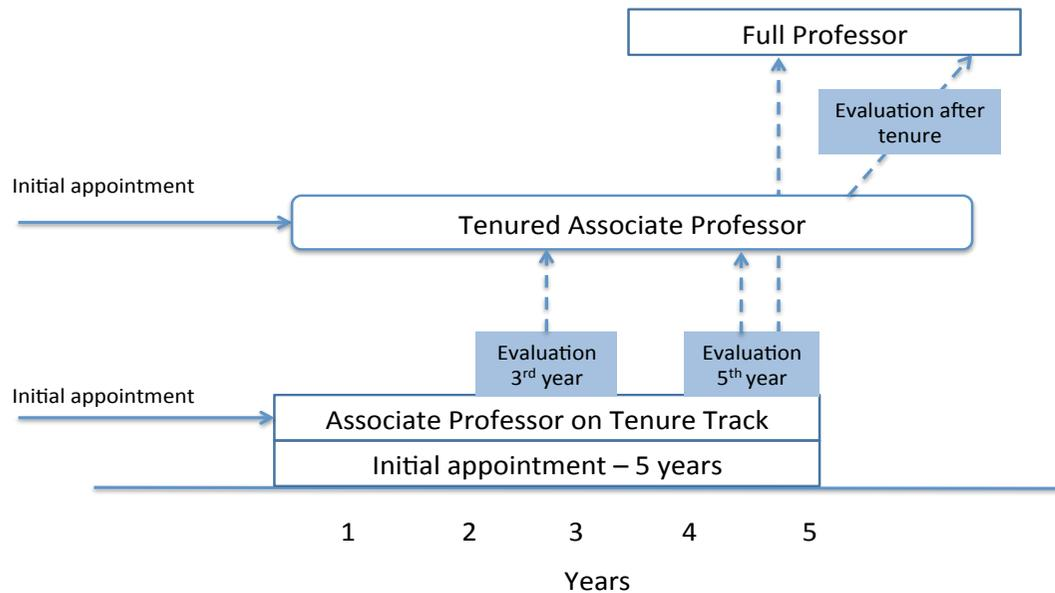 Full Professor
Evaluation after
tenure
Initial appointment
Tenured Associate Professor
Evaluation
3rd year
Evaluation
5th year
Initial appointment
Associate Professor on Tenure Track
Initial appointment – 5 years
1 2 3 4 5
Years